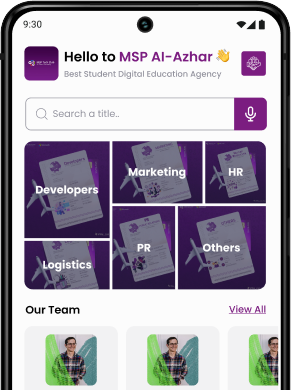 9:30
Hello to MSP Al-Azhar 👋
Best Student Digital Education Agency
Search a title..
Developers
Marketing
HR
Logistics
PR
Others
Our Team
View All